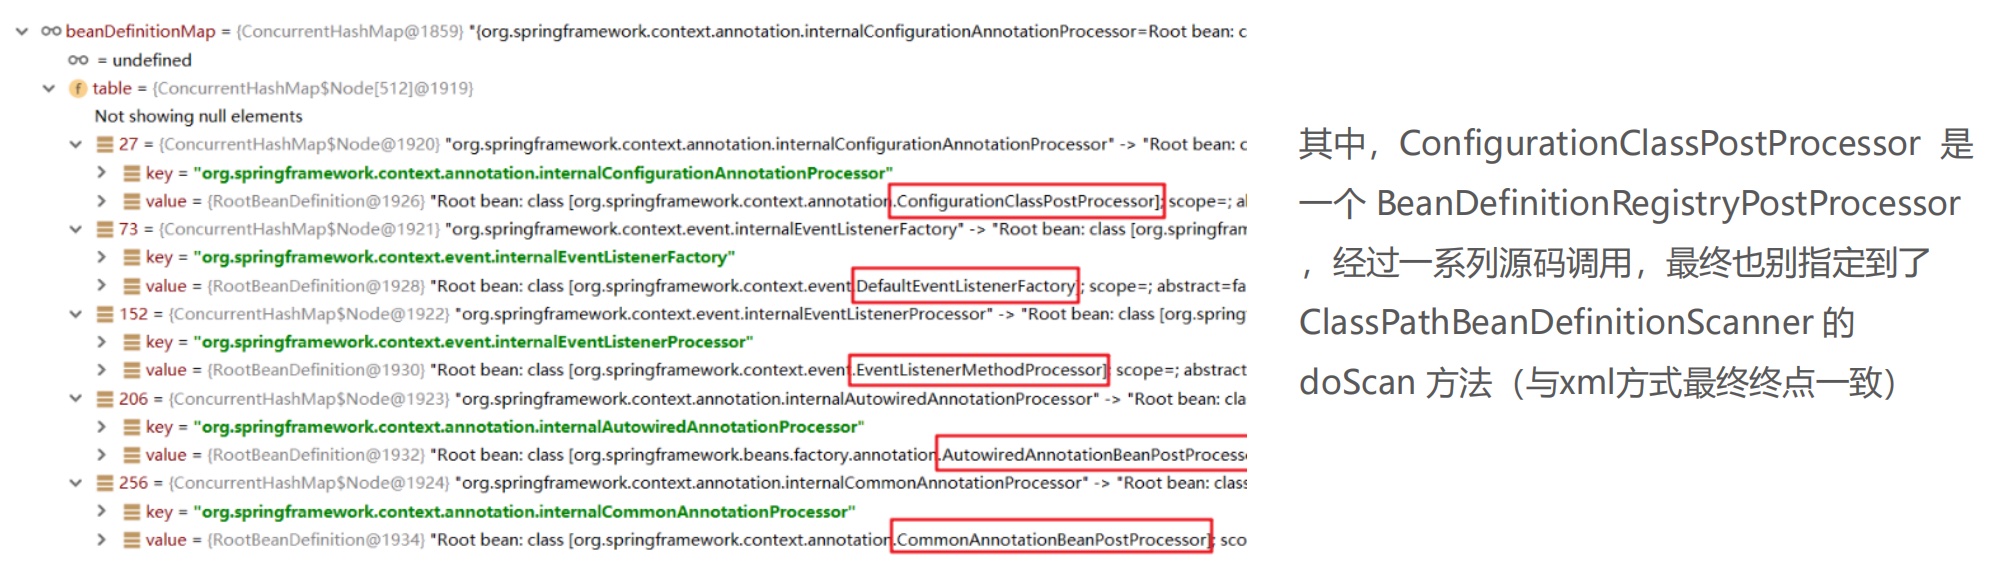 beanDefinitionMap = {ConcurrentHashMap@1859} "{org.springframework.context.annotation.internalConfigurationAnnotationProcessor=Root bean: c
oo = undefined
f table = {ConcurrentHashMap$Node[512]@1919}
Not showing null elements
27 = {ConcurrentHashMap$Node@1920} "org.springframework.context.annotation.internalConfigurationAnnotationProcessor" -> "Root bean: c
key = "org.springframework.context.annotation.internalConfigurationAnnotationProcessor"
value = {RootBeanDefinition@1926} "Root bean: class [org.springframework.context.annotation.ConfigurationClassPostProcessor]; scope=; al
73 = {ConcurrentHashMap$Node@1921} "org.springframework.context.event.internalEventListenerFactory" -> "Root bean: class [org.springfram
key = "org.springframework.context.event.internalEventListenerFactory"
value = {RootBeanDefinition@1928} "Root bean: class [org.springframework.context.event.DefaultEventListenerFactory]; scope=; abstract=fa
152 = {ConcurrentHashMap$Node@1922} "org.springframework.context.event.internalEventListenerProcessor" -> "Root bean: class [org.spring
key = "org.springframework.context.event.internalEventListenerProcessor"
value = {RootBeanDefinition@1930} "Root bean: class [org.springframework.context.event.EventListenerMethodProcessor]; scope=; abstract
206 = {ConcurrentHashMap$Node@1923} "org.springframework.context.annotation.internalAutowiredAnnotationProcessor" -> "Root bean: cla
key = "org.springframework.context.annotation.internalAutowiredAnnotationProcessor"
value = {RootBeanDefinition@1932} "Root bean: class [org.springframework.beans.factory.annotation.AutowiredAnnotationBeanPostProcesse
256 = {ConcurrentHashMap$Node@1924} "org.springframework.context.annotation.internalCommonAnnotationProcessor" -> "Root bean: class
key = "org.springframework.context.annotation.internalCommonAnnotationProcessor"
value = {RootBeanDefinition@1934} "Root bean: class [org.springframework.context.annotation.CommonAnnotationBeanPostProcessor]; sco
其中，ConfigurationClassPostProcessor 是
一个 BeanDefinitionRegistryPostProcessor
，经过一系列源码调用，最终也别指定到了
ClassPathBeanDefinitionScanner 的
doScan 方法（与xml方式最终终点一致）